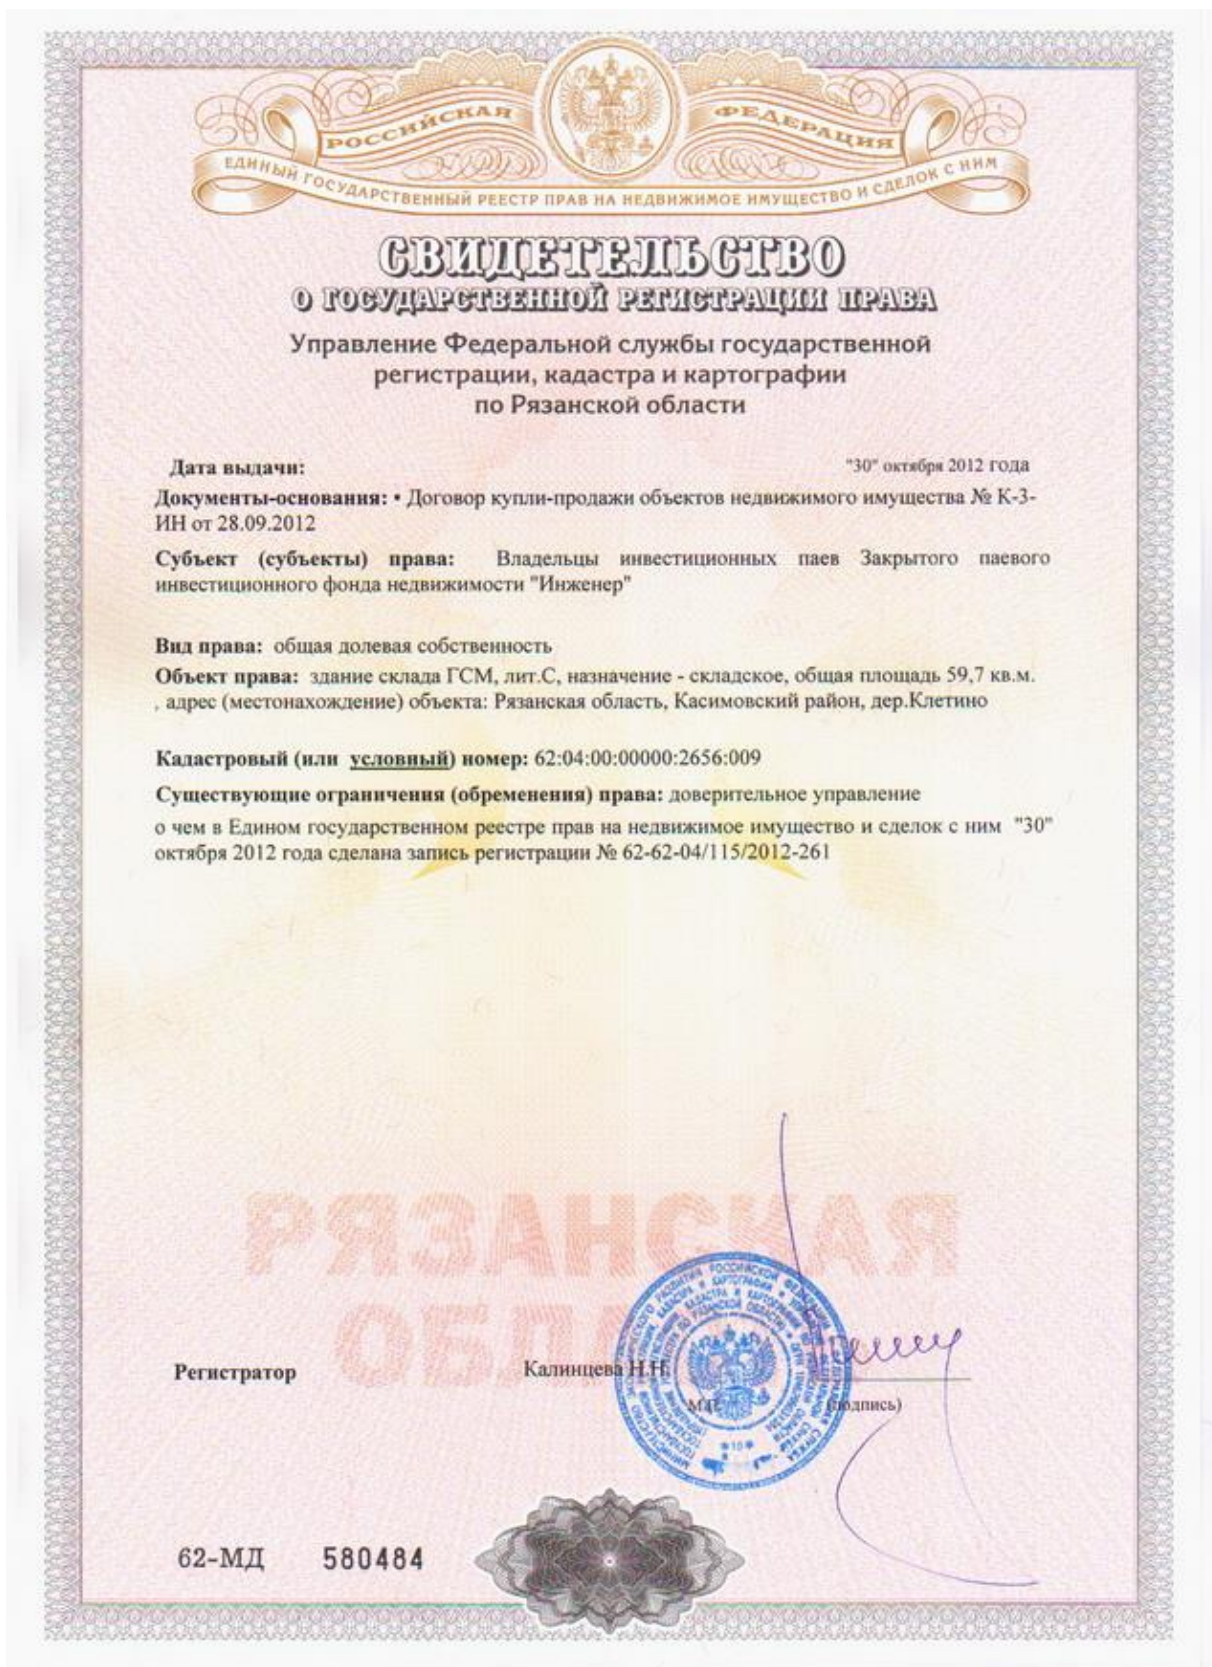 РОССИЙСКАЯ ФЕДЕРАЦИЯ
ЕДИНЫЙ ГОСУДАРСТВЕННЫЙ РЕЕСТР ПРАВ НА НЕДВИЖИМОЕ ИМУЩЕСТВО И СДЕЛОК С НИМ
СВИДЕТЕЛЬСТВО
О ГОСУДАРСТВЕННОЙ РЕГИСТРАЦИИ ПРАВА
Управление Федеральной службы государственной
регистрации, кадастра и картографии
по Рязанской области
Дата выдачи: "30" октября 2012 года
Документы-основания: • Договор купли-продажи объектов недвижимого имущества № К-3-
ИН от 28.09.2012
Субъект (субъекты) права: Владельцы инвестиционных паев Закрытого паевого
инвестиционного фонда недвижимости "Инженер"
Вид права: общая долевая собственность
Объект права: здание склада ГСМ, лит.С, назначение - складское, общая площадь 59,7 кв.м.
, адрес (местонахождение) объекта: Рязанская область, Касимовский район, дер.Клетино
Кадастровый (или условный) номер: 62:04:00:00000:2656:009
Существующие ограничения (обременения) права: доверительное управление
о чем в Едином государственном реестре прав на недвижимое имущество и сделок с ним "30"
октября 2012 года сделана запись регистрации № 62-62-04/115/2012-261
РЯЗАНСКАЯ
Регистратор Калинцева Н.Н.
М.П. (подпись)
62-МД 580484